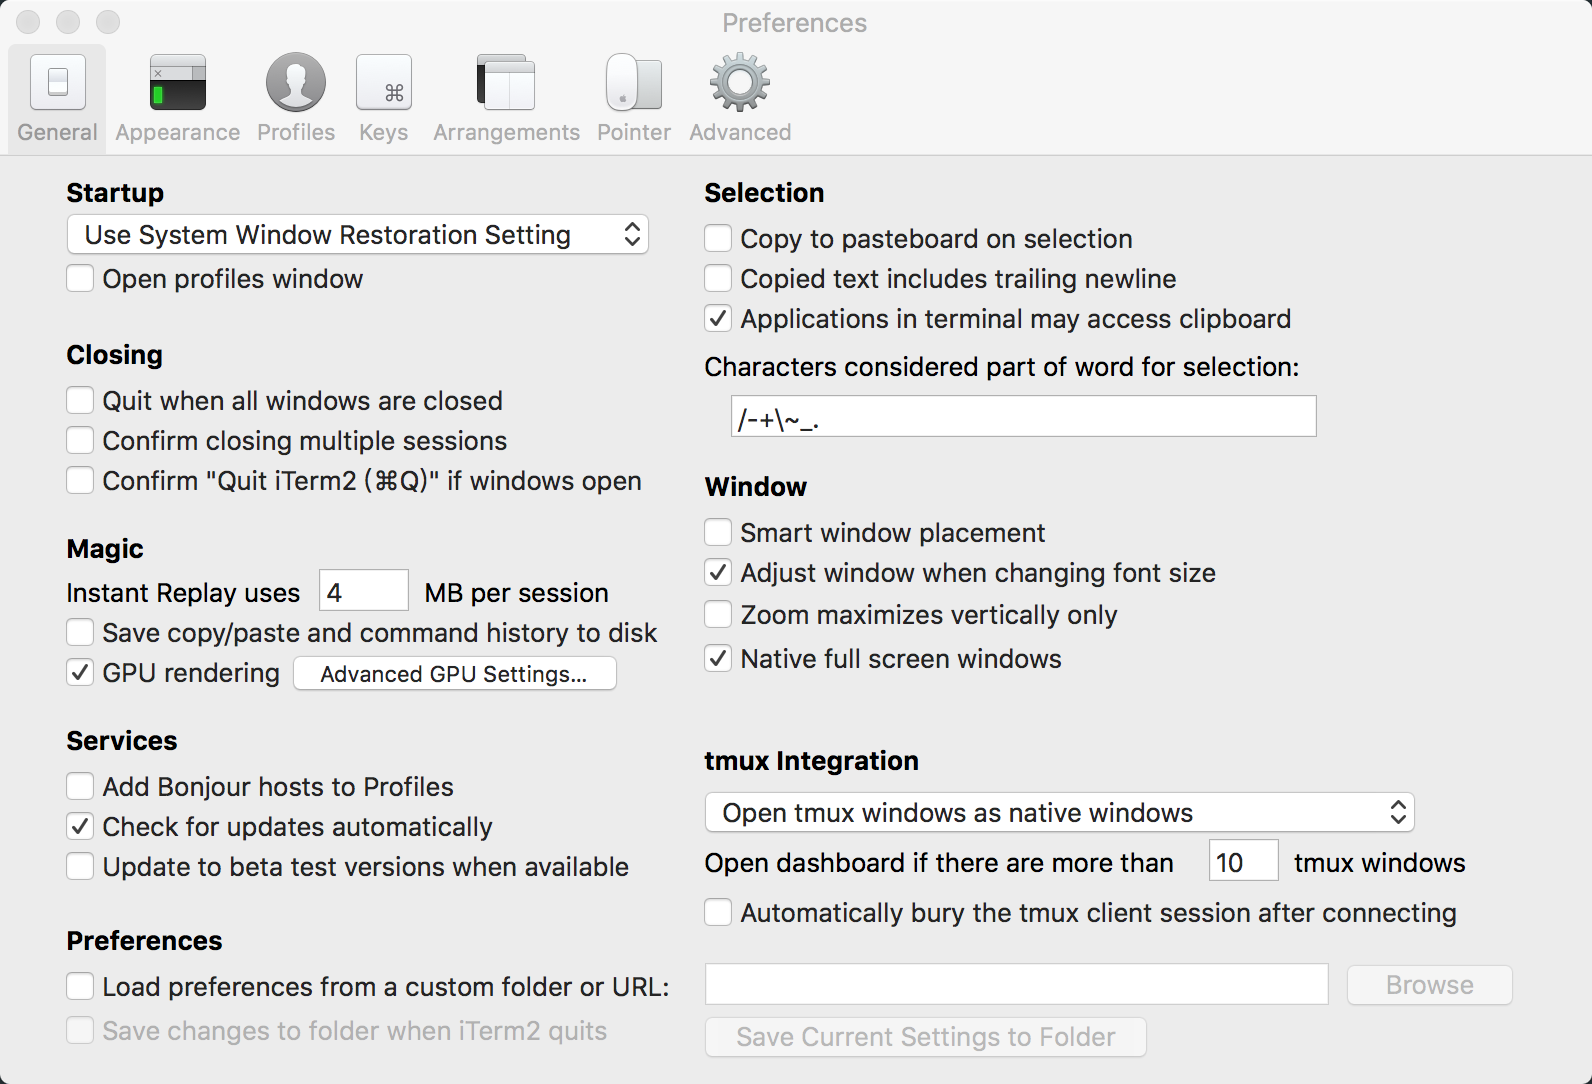 Preferences
General Appearance Profiles Keys Arrangements Pointer Advanced
Startup
Use System Window Restoration Setting
Open profiles window
Closing
Quit when all windows are closed
Confirm closing multiple sessions
Confirm "Quit iTerm2 (⌘Q)" if windows open
Magic
Instant Replay uses 4 MB per session
Save copy/paste and command history to disk
GPU rendering Advanced GPU Settings...
Services
Add Bonjour hosts to Profiles
Check for updates automatically
Update to beta test versions when available
Selection
Copy to pasteboard on selection
Copied text includes trailing newline
Applications in terminal may access clipboard
Characters considered part of word for selection:
/-+\~_.
Window
Smart window placement
Adjust window when changing font size
Zoom maximizes vertically only
Native full screen windows
tmux Integration
Open tmux windows as native windows
Open dashboard if there are more than 10 tmux windows
Automatically bury the tmux client session after connecting
Preferences
Load preferences from a custom folder or URL: Browse
Save changes to folder when iTerm2 quits Save Current Settings to Folder